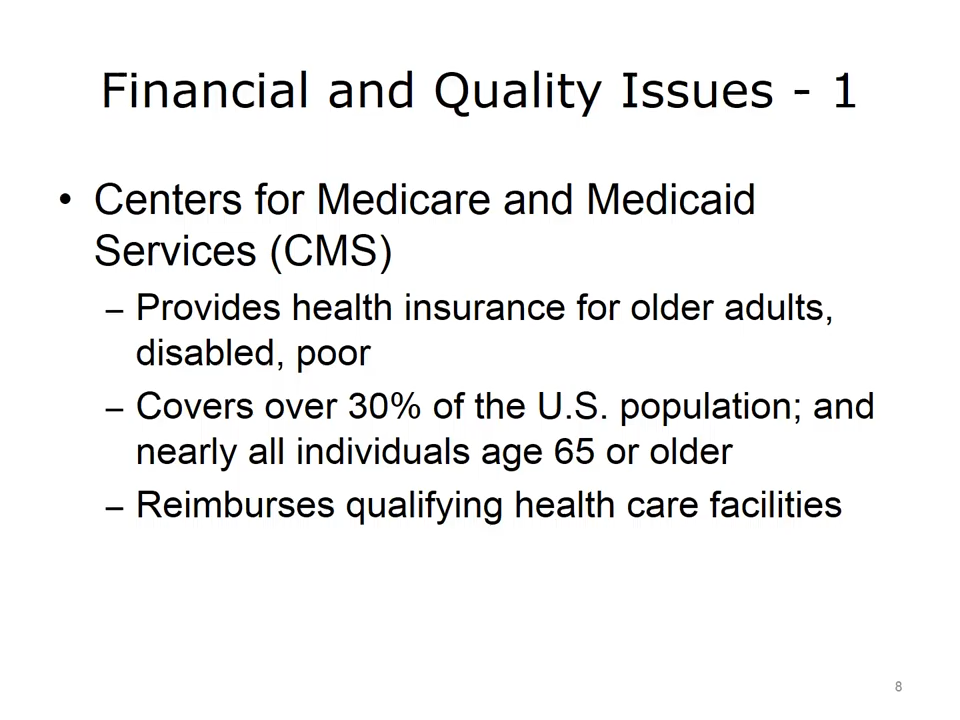 Financial and Quality Issues - 1
• Centers for Medicare and Medicaid
Services (CMS)
– Provides health insurance for older adults,
disabled, poor
– Covers over 30% of the U.S. population; and
nearly all individuals age 65 or older
– Reimburses qualifying health care facilities
8